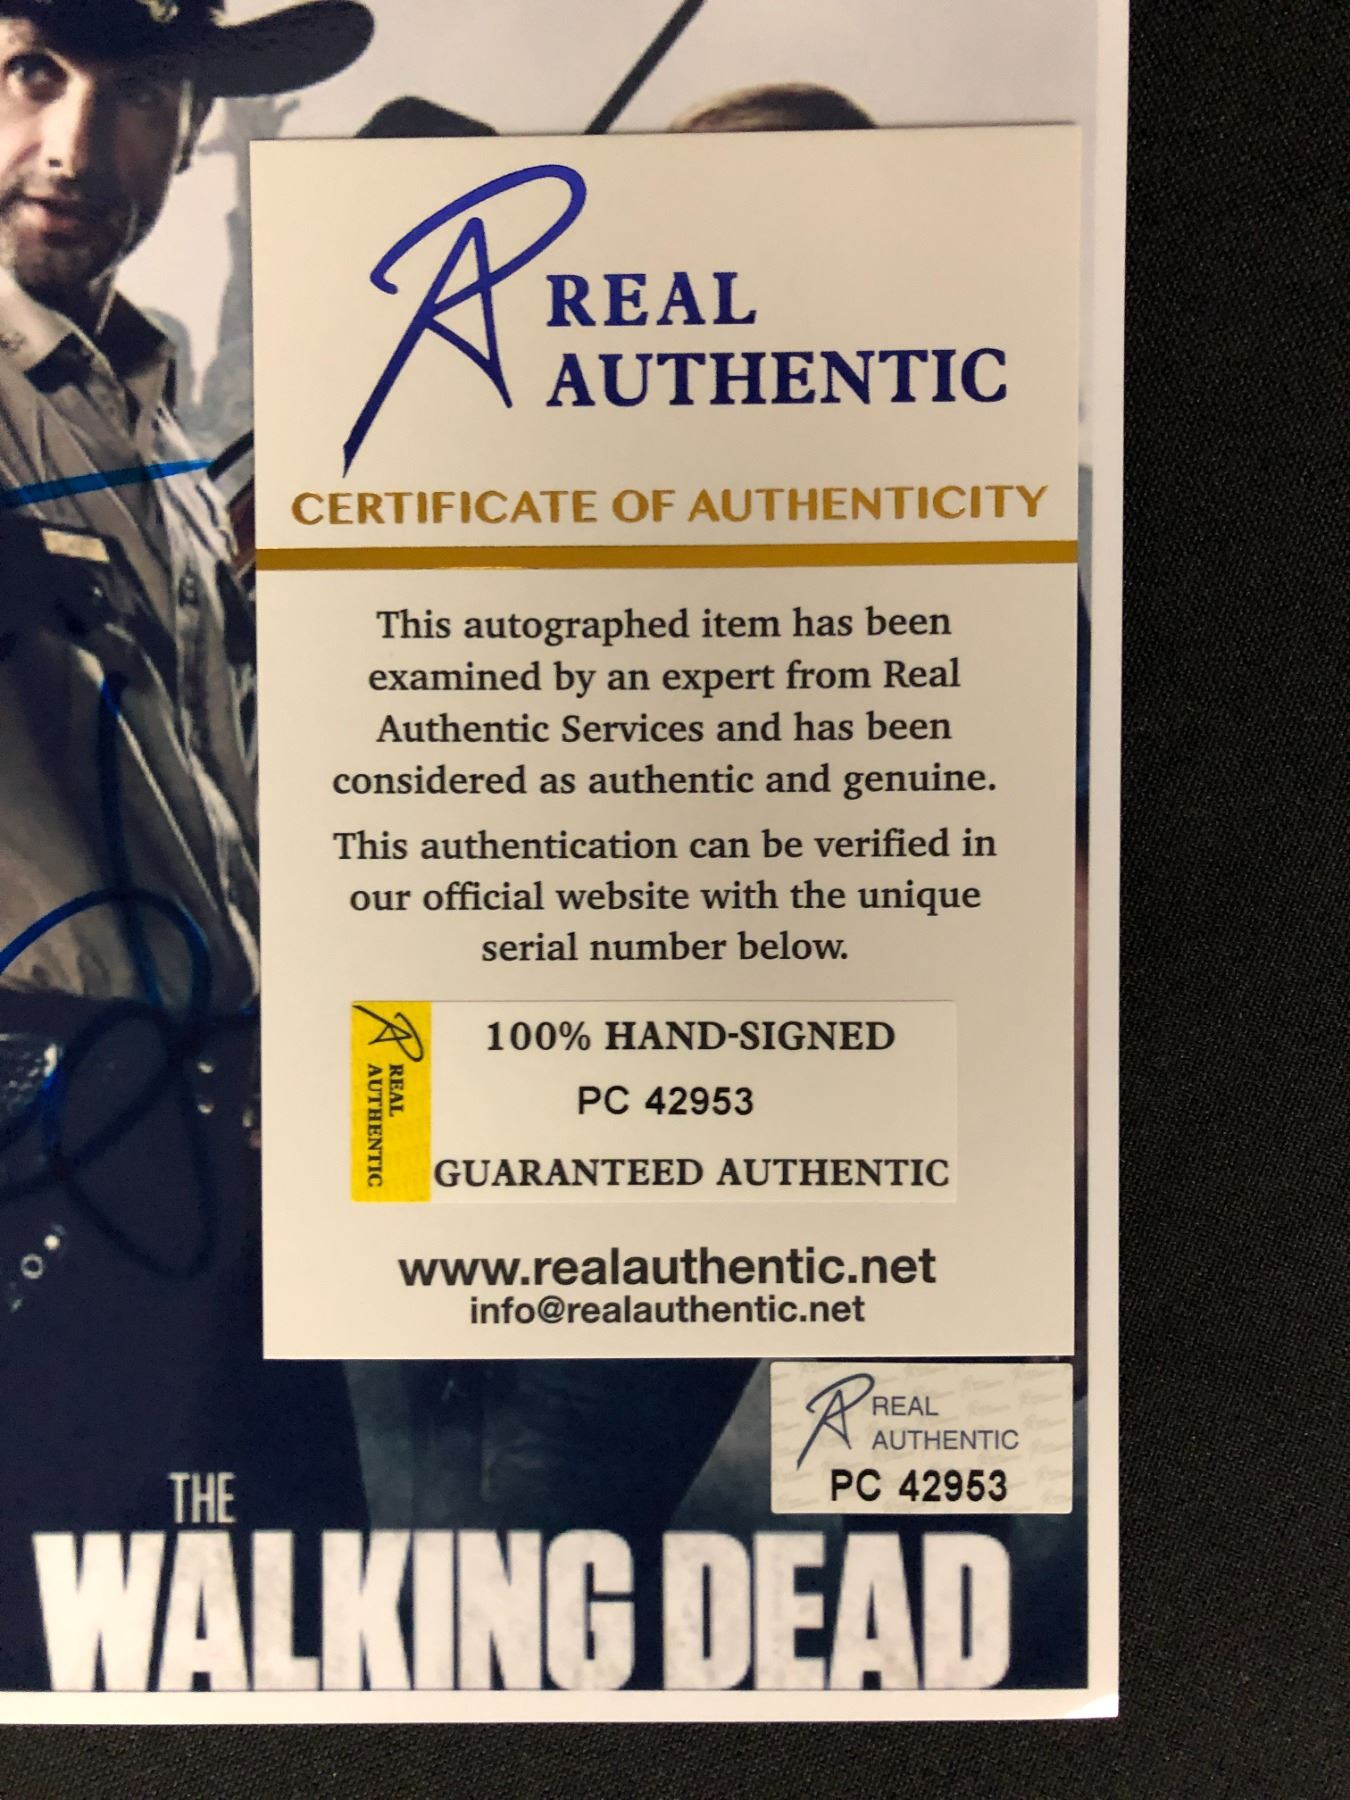 REAL
AUTHENTIC
CERTIFICATE OF AUTHENTICITY
This autographed item has been
examined by an expert from Real
Authentic Services and has been
considered as authentic and genuine.
This authentication can be verified in
our official website with the unique
serial number below.
REAL
AUTHENTIC
100% HAND-SIGNED
PC 42953
GUARANTEED AUTHENTIC
www.realauthentic.net
info@realauthentic.net
REAL
AUTHENTIC
PC 42953
THE
WALKING DEAD